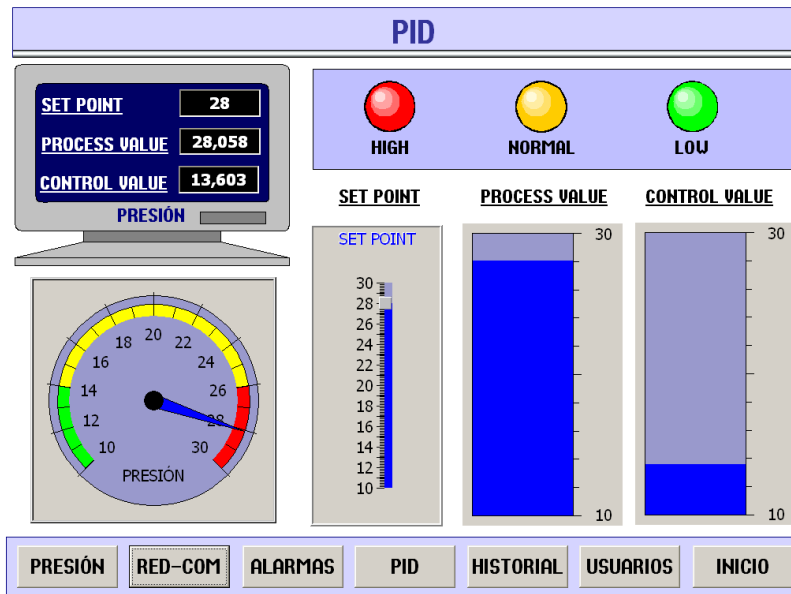 PID
SET POINT 28
PROCESS VALUE 28,058
CONTROL VALUE 13,603
PRESIÓN
HIGH NORMAL LOW
SET POINT PROCESS VALUE CONTROL VALUE
SET POINT
30
28
26
24
22
20
18
16
14
12
10
30
10
30
10
10
12
14
16
18
20
22
24
26
28
30
PRESIÓN
PRESIÓN RED-COM ALARMAS PID HISTORIAL USUARIOS INICIO